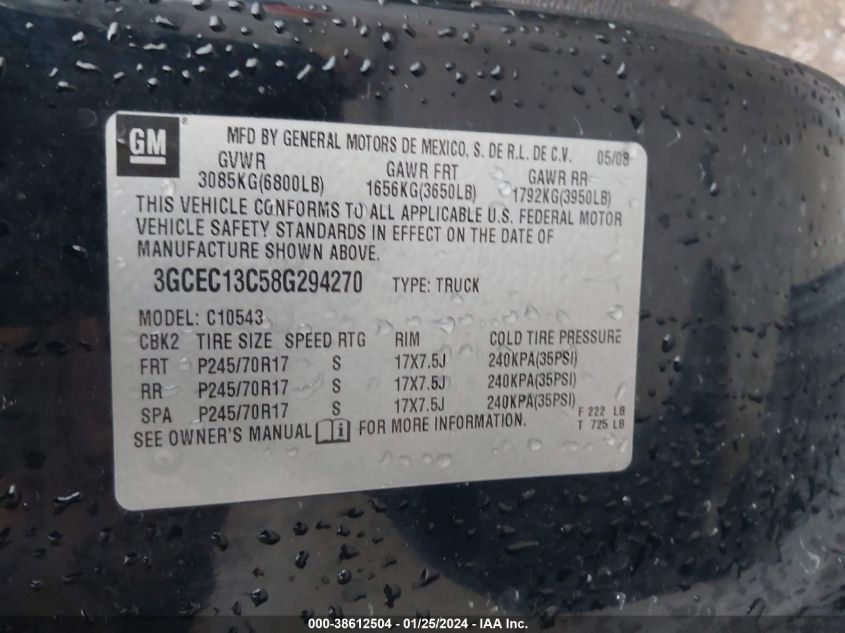 GM ® MFD BY GENERAL MOTORS DE MEXICO, S. DE R.L. DE C.V. 05/08
GVWR GAWR FRT GAWR RR
3085KG(6800LB) 1656KG(3650LB) 1792KG(3950LB)
THIS VEHICLE CONFORMS TO ALL APPLICABLE U.S. FEDERAL MOTOR
VEHICLE SAFETY STANDARDS IN EFFECT ON THE DATE OF
MANUFACTURE SHOWN ABOVE.
3GCEC13C58G294270 TYPE: TRUCK
MODEL: C10543
CBK2 TIRE SIZE SPEED RTG RIM COLD TIRE PRESSURE
FRT P245/70R17 S 17X7.5J 240KPA(35PSI)
RR P245/70R17 S 17X7.5J 240KPA(35PSI)
SPA P245/70R17 S 17X7.5J 240KPA(35PSI)
SEE OWNER'S MANUAL i FOR MORE INFORMATION.
F 222 LB
T 725 LB
000-38612504 - 01/25/2024 - IAA Inc.